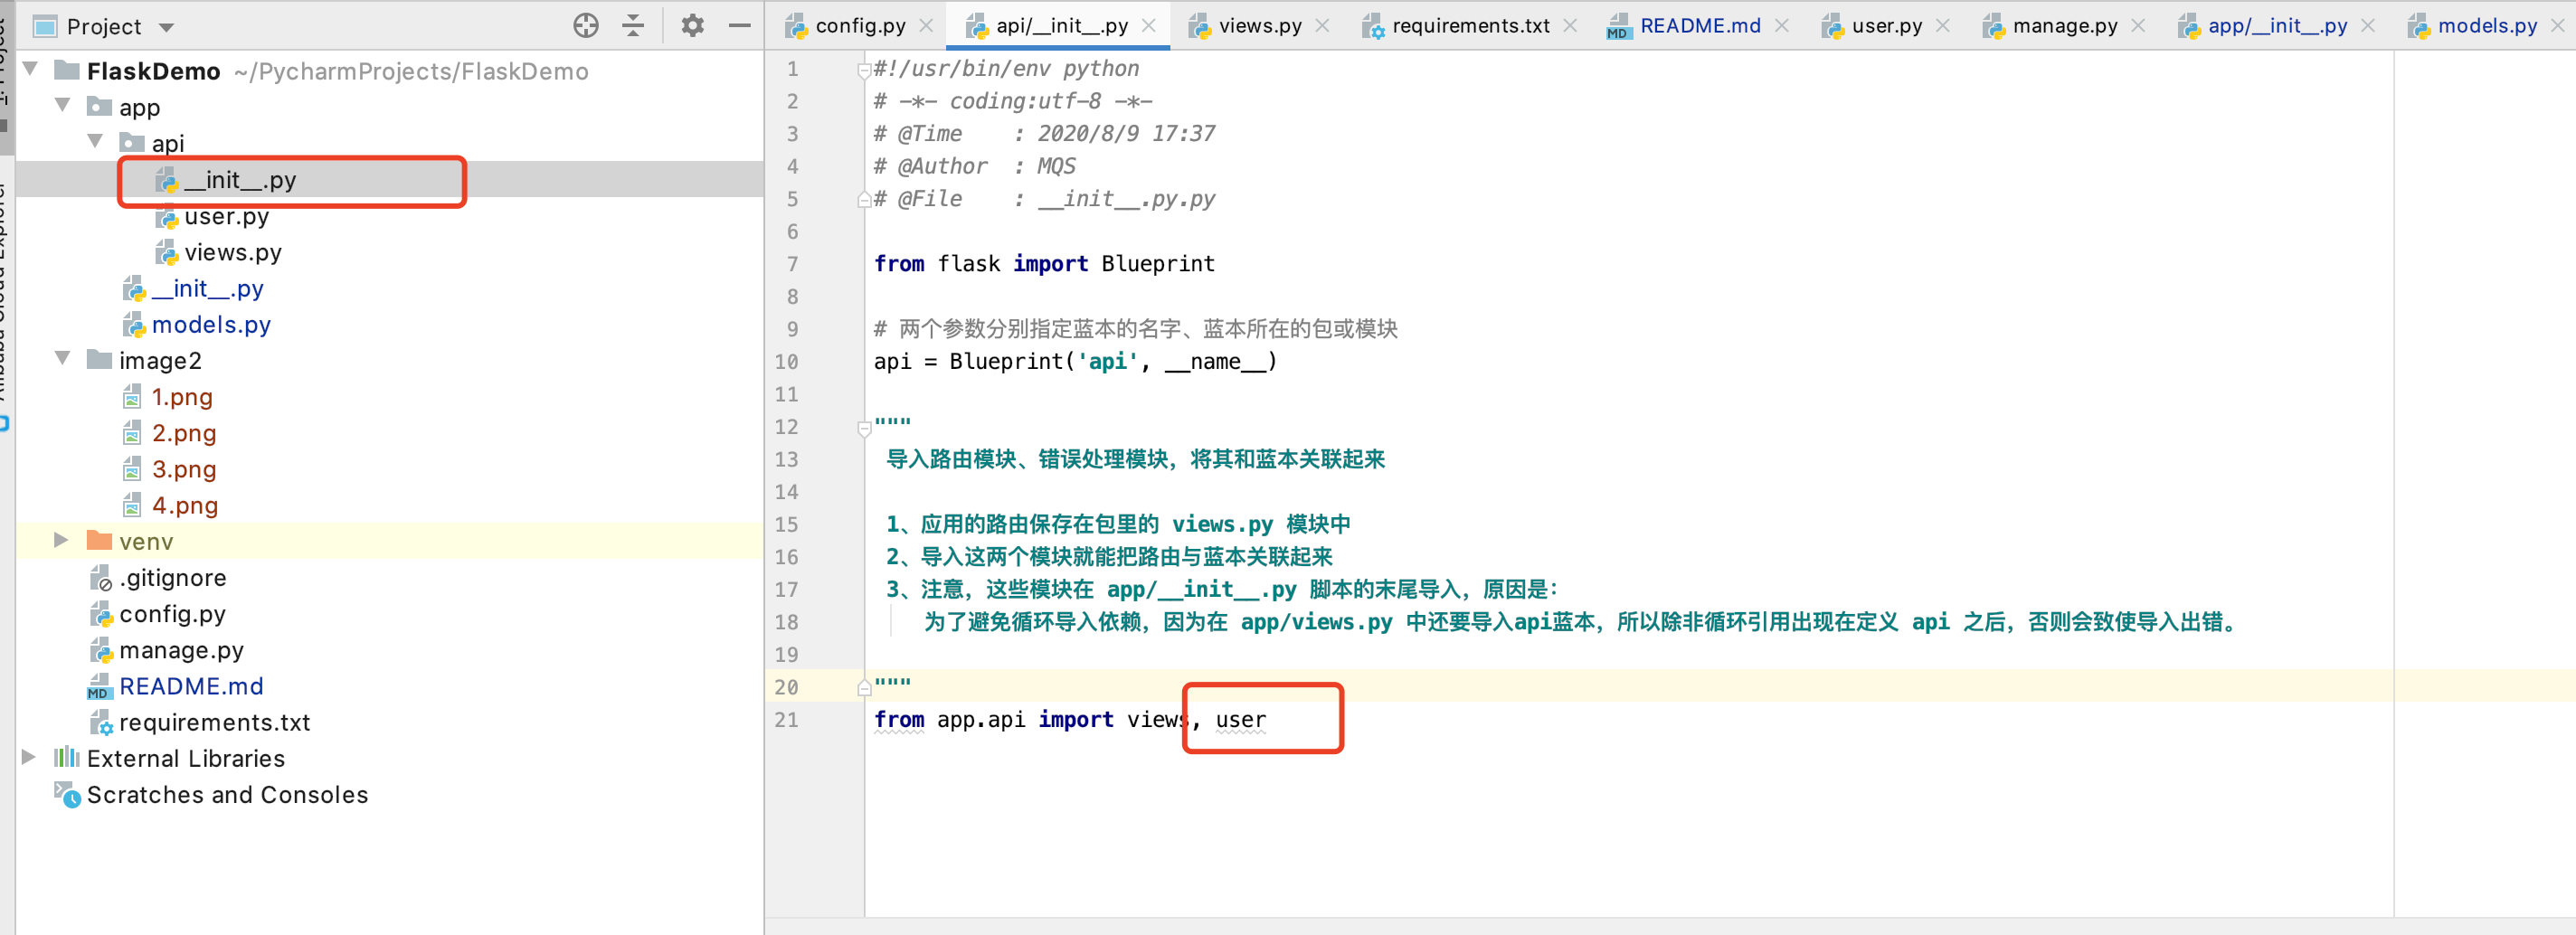 Project
config.py
api/__init__.py
views.py
requirements.txt
README.md
user.py
manage.py
app/__init__.py
models.py
FlaskDemo ~/PycharmProjects/FlaskDemo
app
api
__init__.py
user.py
views.py
__init__.py
models.py
image2
1.png
2.png
3.png
4.png
venv
.gitignore
config.py
manage.py
README.md
requirements.txt
External Libraries
Scratches and Consoles
1 #!/usr/bin/env python
2 # -*- coding:utf-8 -*-
3 # @Time    : 2020/8/9 17:37
4 # @Author  : MQS
5 # @File    : __init__.py.py
6
7 from flask import Blueprint
8
9 # 两个参数分别指定蓝本的名字、蓝本所在的包或模块
10 api = Blueprint('api', __name__)
11
12 """
13 导入路由模块、错误处理模块，将其和蓝本关联起来
14
15 1、应用的路由保存在包里的 views.py 模块中
16 2、导入这两个模块就能把路由与蓝本关联起来
17 3、注意，这些模块在 app/__init__.py 脚本的末尾导入，原因是：
18 为了避免循环导入依赖，因为在 app/views.py 中还要导入api蓝本，所以除非循环引用出现在定义 api 之后，否则会致使导入出错。
19
20 """
21 from app.api import views, user